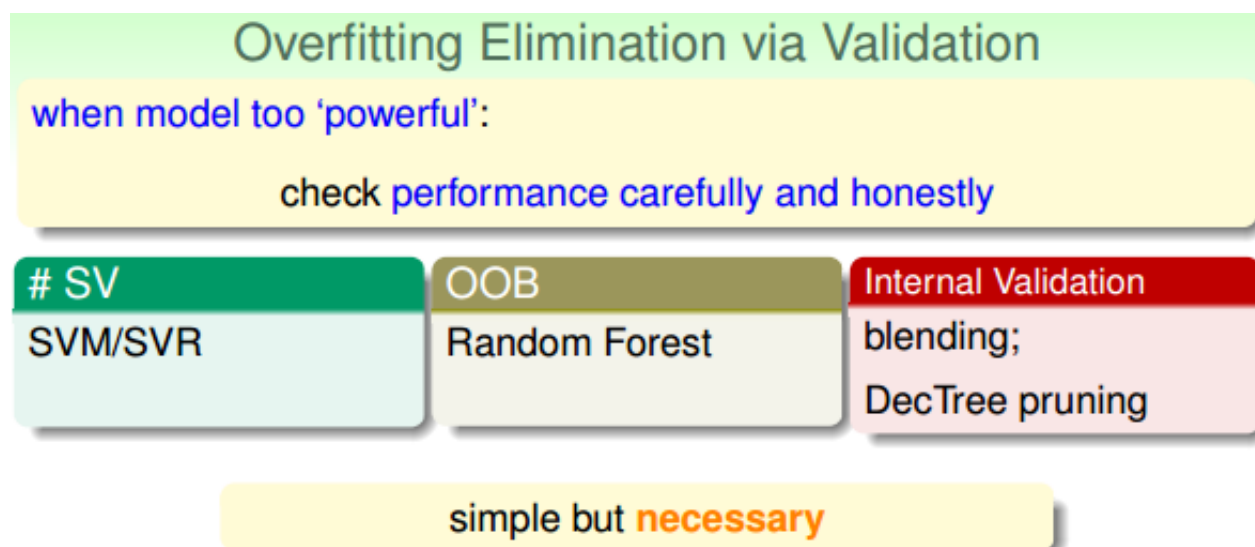 Overfitting Elimination via Validation
when model too ‘powerful’:
check performance carefully and honestly
# SV
SVM/SVR
OOB
Random Forest
Internal Validation
blending;
DecTree pruning
simple but necessary